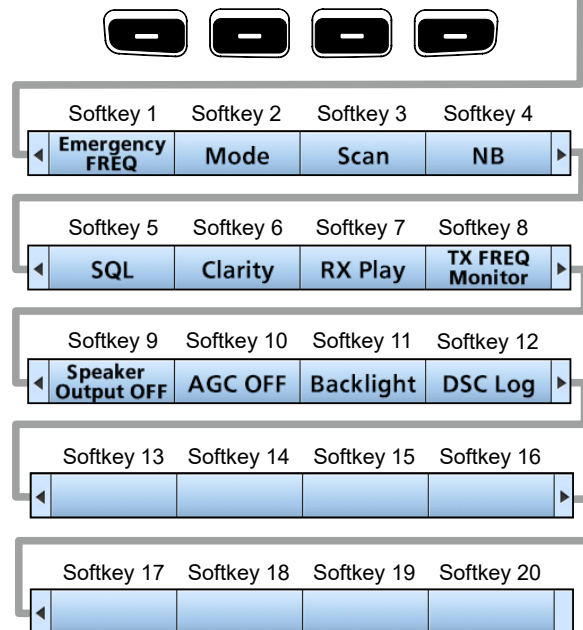 Softkey 1 Softkey 2 Softkey 3 Softkey 4
Emergency FREQ Mode Scan NB
Softkey 5 Softkey 6 Softkey 7 Softkey 8
SQL Clarity RX Play TX FREQ Monitor
Softkey 9 Softkey 10 Softkey 11 Softkey 12
Speaker Output OFF AGC OFF Backlight DSC Log
Softkey 13 Softkey 14 Softkey 15 Softkey 16
Softkey 17 Softkey 18 Softkey 19 Softkey 20